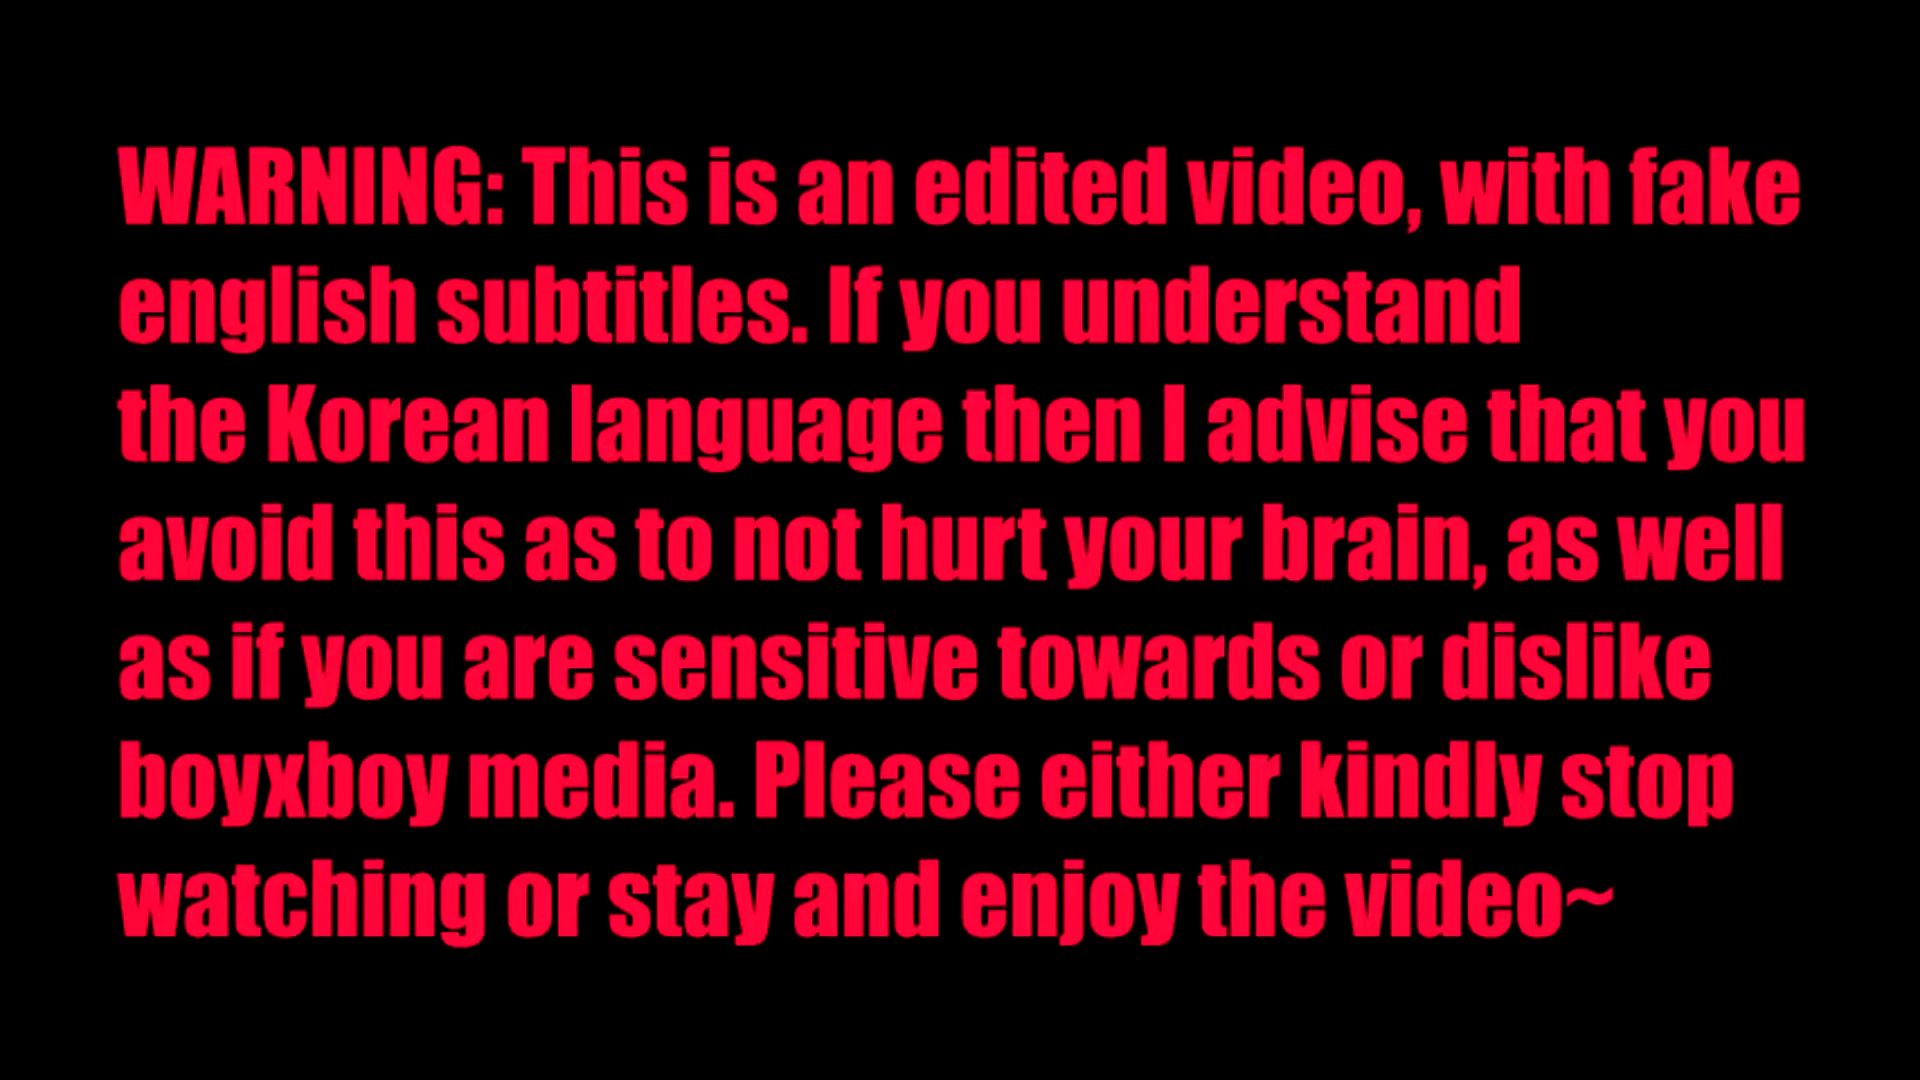 WARNING: This is an edited video, with fake
english subtitles. If you understand
the Korean language then I advise that you
avoid this as to not hurt your brain, as well
as if you are sensitive towards or dislike
boyxboy media. Please either kindly stop
watching or stay and enjoy the video~